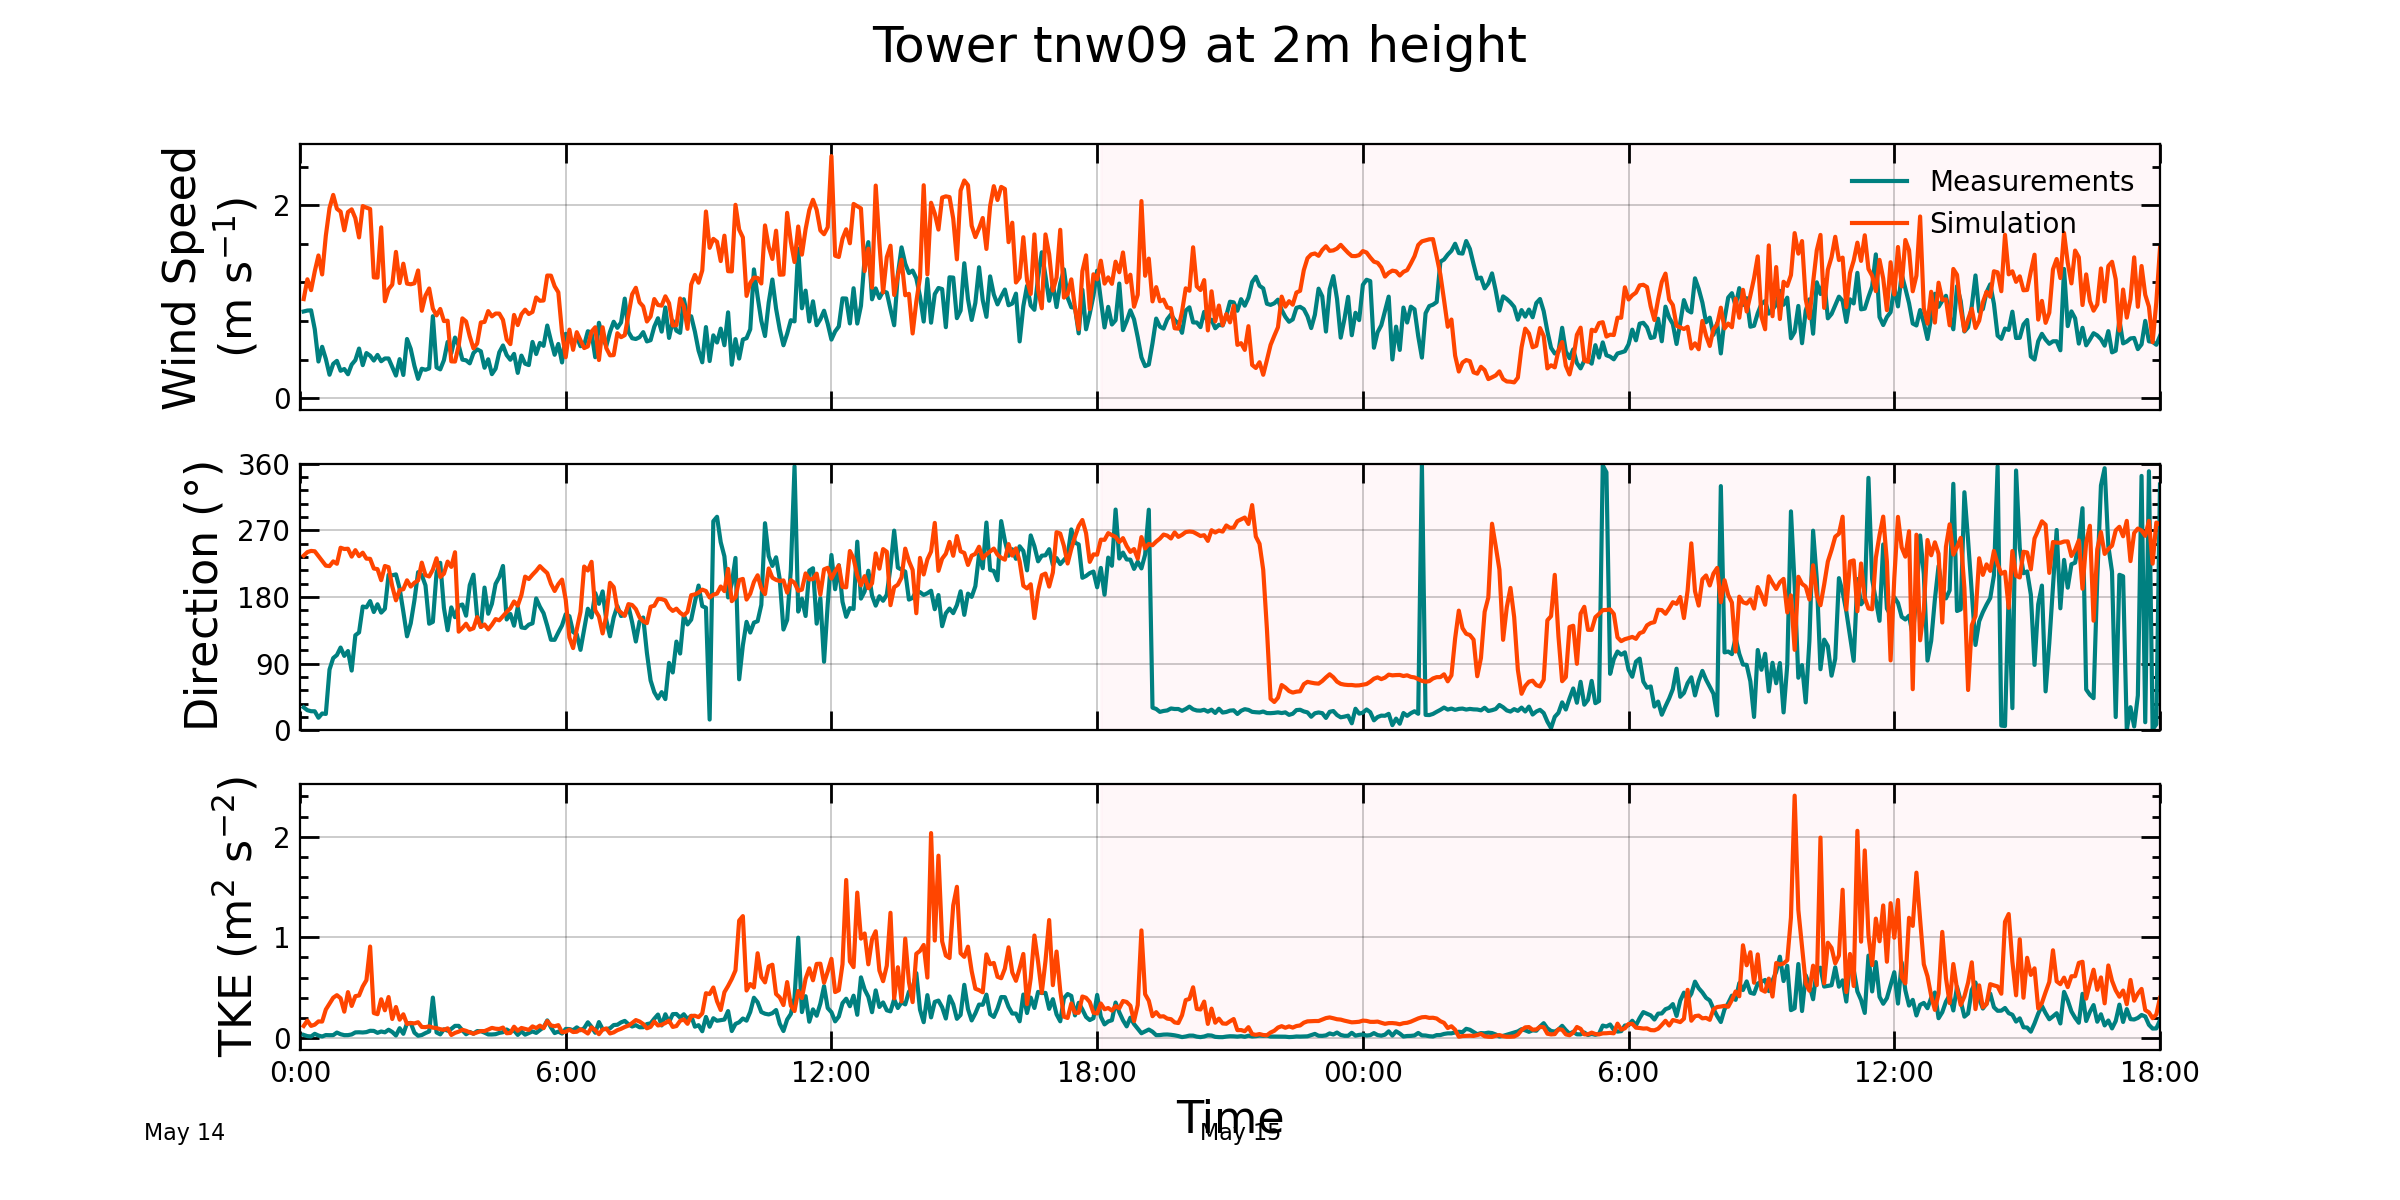 Tower tnw09 at 2m height
Wind Speed
(m s⁻¹)
2
0
Measurements
Simulation
Direction (°)
360
270
180
90
0
TKE (m² s⁻²)
2
1
0
0:00 6:00 12:00 18:00 00:00 6:00 12:00 18:00
Time
May 14 May 15